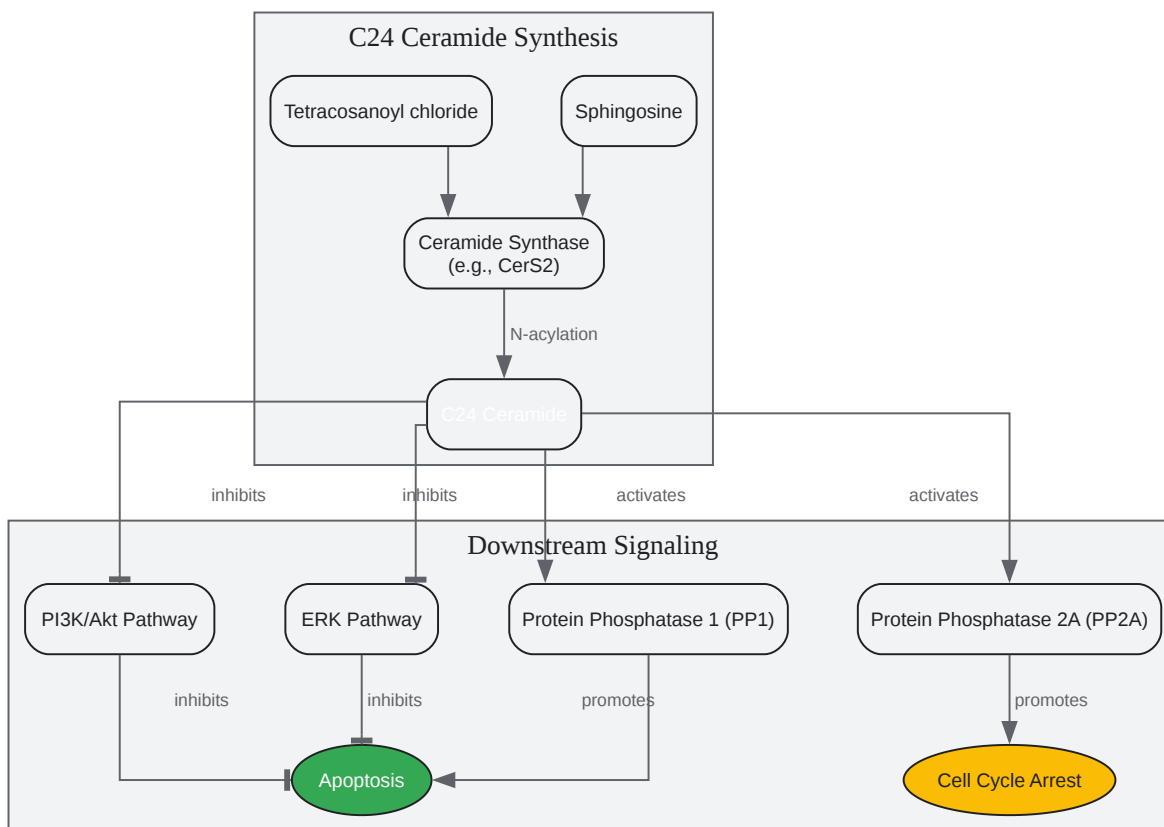 C24 Ceramide Synthesis
Tetracosanoyl chloride
Sphingosine
Ceramide Synthase
(e.g., CerS2)
N-acylation
C24 Ceramide
inhibits
inhibits
activates
activates
Downstream Signaling
PI3K/Akt Pathway
ERK Pathway
Protein Phosphatase 1 (PP1)
Protein Phosphatase 2A (PP2A)
inhibits
inhibits
promotes
promotes
Apoptosis
Cell Cycle Arrest